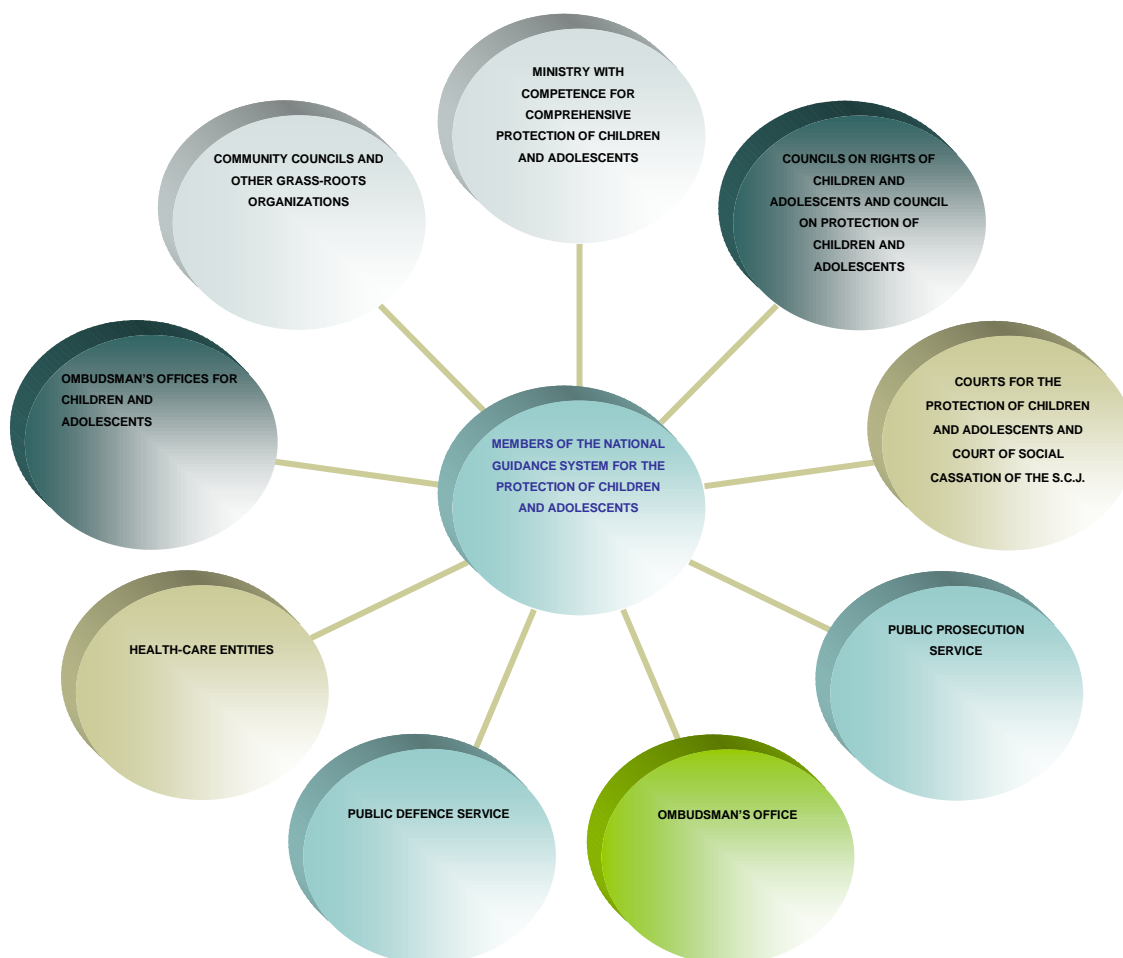 MINISTRY WITH
COMPETENCE FOR
COMPREHENSIVE
PROTECTION OF CHILDREN
AND ADOLESCENTS
COMMUNITY COUNCILS AND
OTHER GRASS-ROOTS
ORGANIZATIONS
COUNCILS ON RIGHTS OF
CHILDREN AND
ADOLESCENTS AND COUNCIL
ON PROTECTION OF
CHILDREN AND
ADOLESCENTS
OMBUDSMAN'S OFFICES FOR
CHILDREN AND
ADOLESCENTS
COURTS FOR THE
PROTECTION OF CHILDREN
AND ADOLESCENTS AND
COURT OF SOCIAL
CASSATION OF THE S.C.J.
MEMBERS OF THE NATIONAL
GUIDANCE SYSTEM FOR THE
PROTECTION OF CHILDREN
AND ADOLESCENTS
HEALTH-CARE ENTITIES
PUBLIC PROSECUTION
SERVICE
PUBLIC DEFENCE SERVICE
OMBUDSMAN'S OFFICE